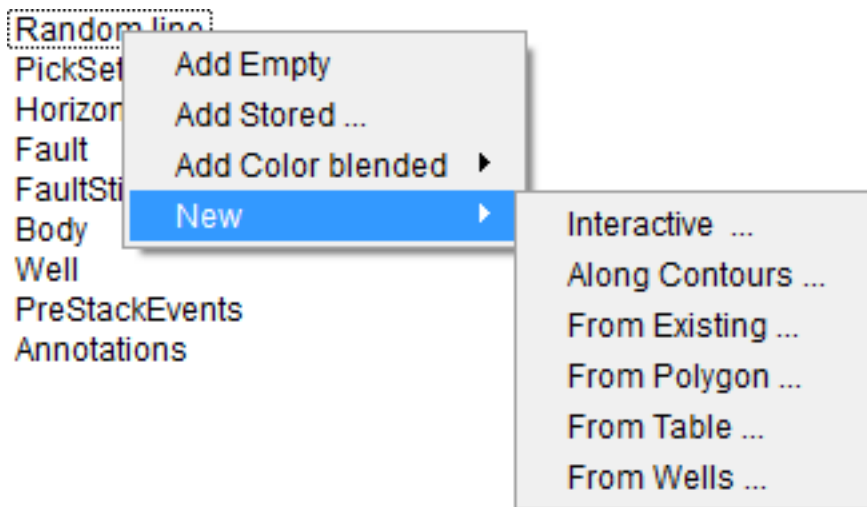 Random line
PickSet
Horizon
Fault
FaultSti
Body
Well
PreStackEvents
Annotations
Add Empty
Add Stored ...
Add Color blended
New
Interactive ...
Along Contours ...
From Existing ...
From Polygon ...
From Table ...
From Wells ...